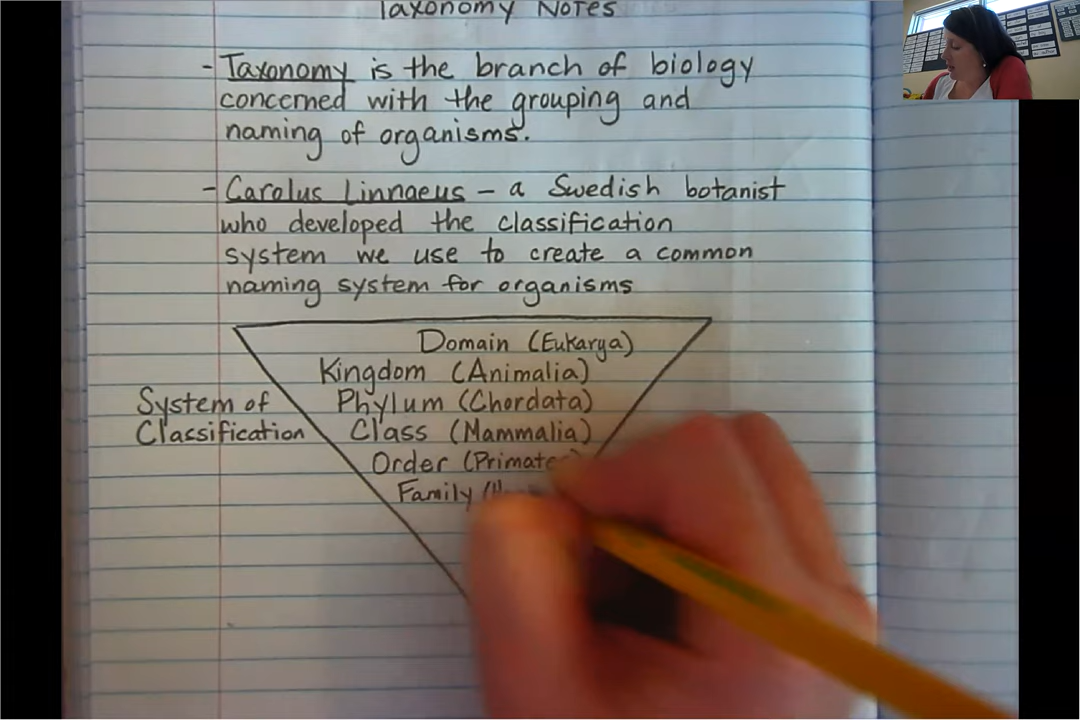 Taxonomy Notes
- Taxonomy is the branch of biology
concerned with the grouping and
naming of organisms.
- Carolus Linnaeus - a Swedish botanist
who developed the classification
system we use to create a common
naming system for organisms
Domain (Eukarya)
Kingdom (Animalia)
System of
Classification
Phylum (Chordata)
Class (Mammalia)
Order (Primates)
Family